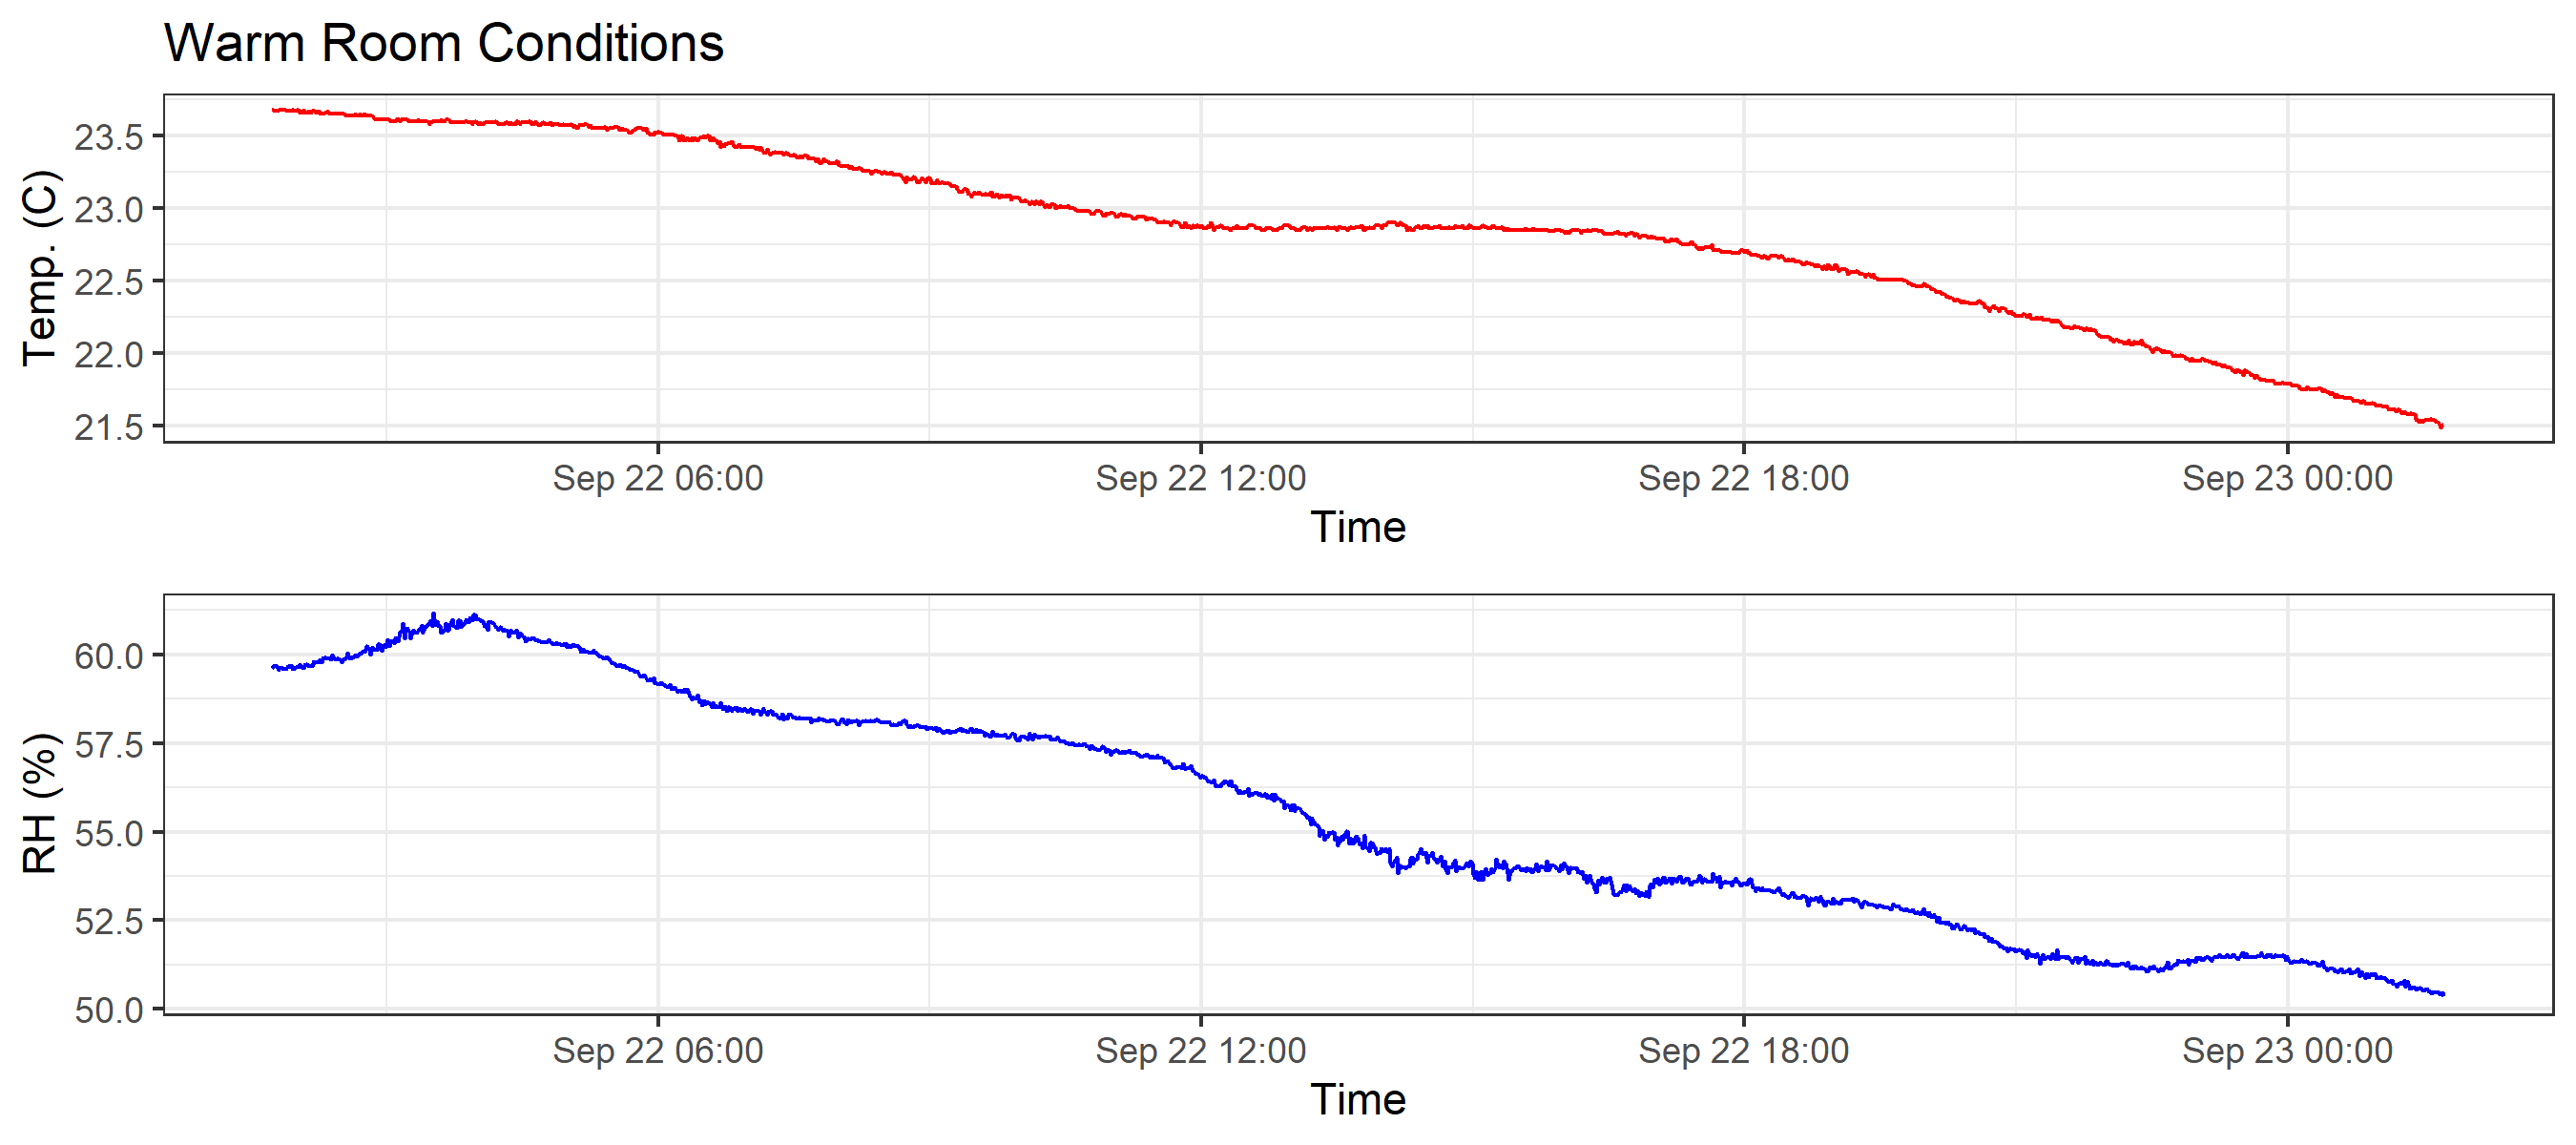 Warm Room Conditions
Temp. (C)
23.5
23.0
22.5
22.0
21.5
Sep 22 06:00 Sep 22 12:00 Sep 22 18:00 Sep 23 00:00
Time
RH (%)
60.0
57.5
55.0
52.5
50.0
Sep 22 06:00 Sep 22 12:00 Sep 22 18:00 Sep 23 00:00
Time